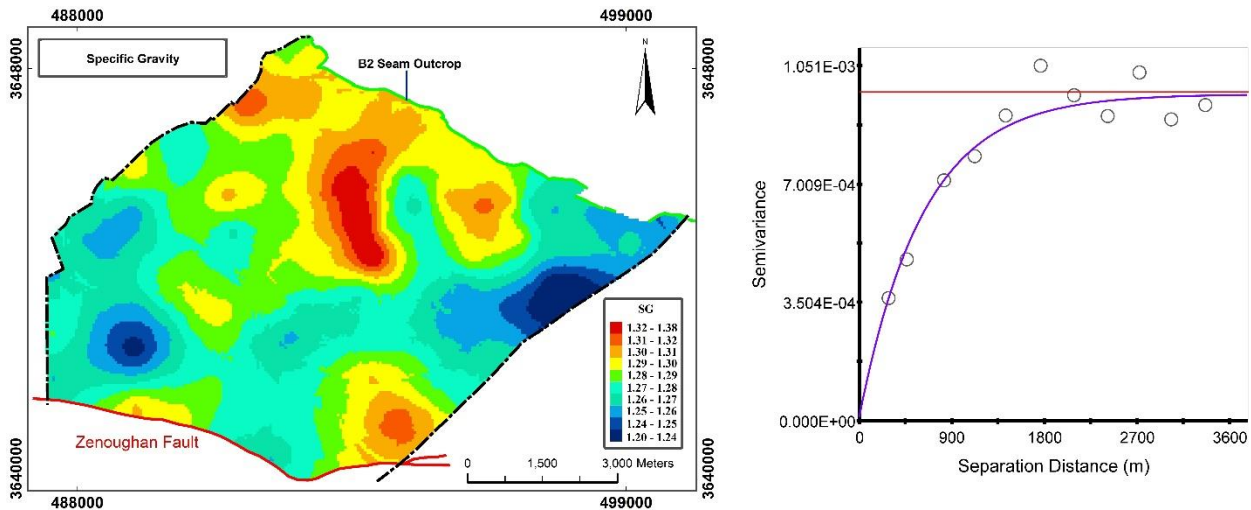 488000
499000
3648000
3648000
Specific Gravity
B2 Seam Outcrop
N
SG
1.32 - 1.38
1.31 - 1.32
1.30 - 1.31
1.29 - 1.30
1.28 - 1.29
1.27 - 1.28
1.26 - 1.27
1.25 - 1.26
1.24 - 1.25
1.20 - 1.24
Zenoughan Fault
0 1,500 3,000 Meters
3640000
3640000
488000
499000
1.051E-03
7.009E-04
3.504E-04
0.000E+00
Semivariance
0 900 1800 2700 3600
Separation Distance (m)